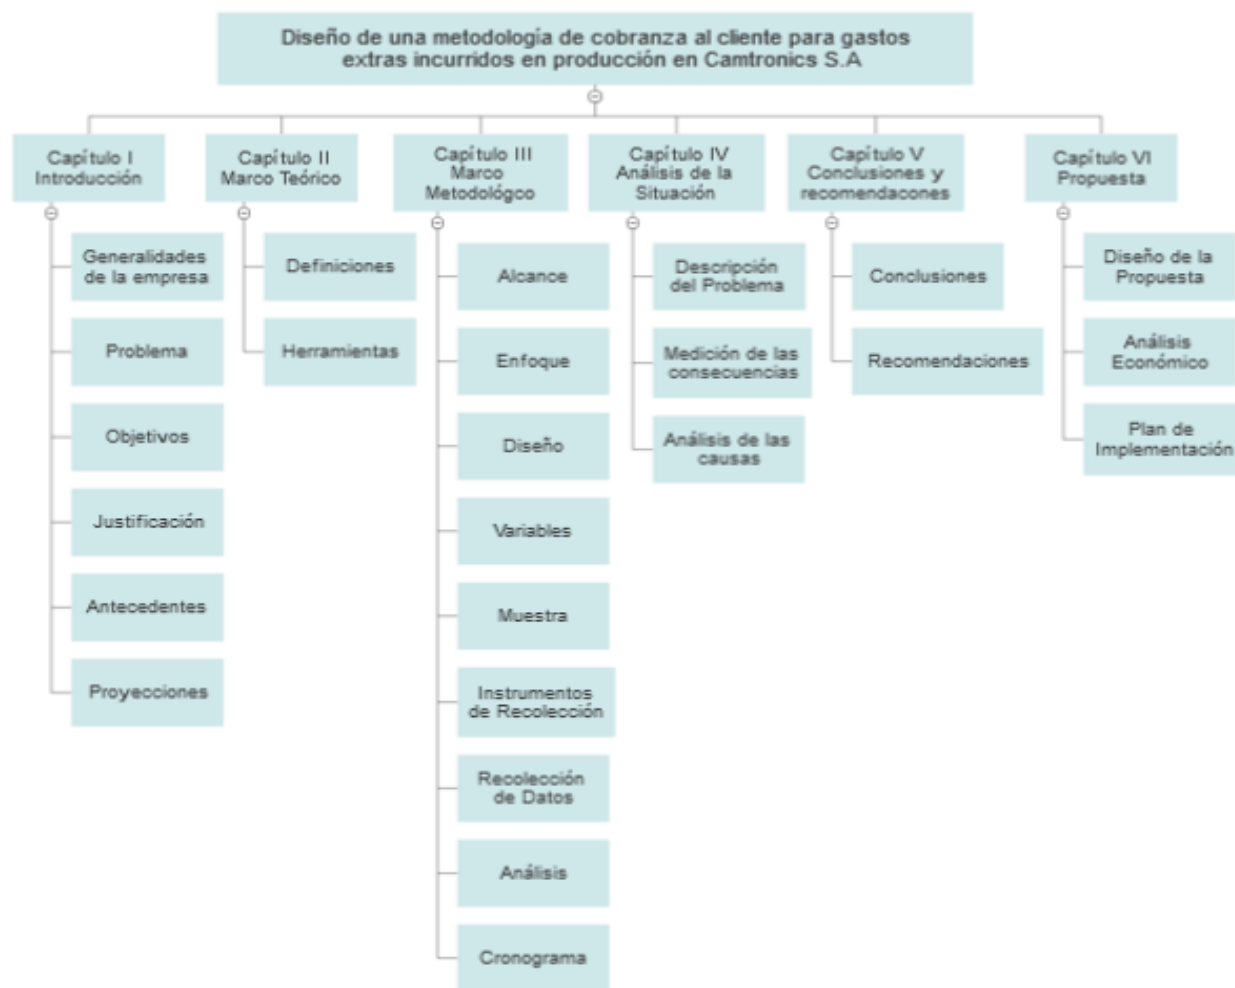 Diseño de una metodología de cobranza al cliente para gastos
extras incurridos en producción en Camtronics S.A
Capítulo I
Introducción
Generalidades
de la empresa
Problema
Objetivos
Justificación
Antecedentes
Proyecciones
Capítulo II
Marco Teórico
Definiciones
Herramientas
Capítulo III
Marco
Metodológco
Alcance
Enfoque
Diseño
Variables
Muestra
Instrumentos
de Recolección
Recolección
de Datos
Análisis
Cronograma
Capítulo IV
Análisis de la
Situación
Descripción
del Problema
Medición de las
consecuencias
Análisis de las
causas
Capítulo V
Conclusiones y
recomendacones
Conclusiones
Recomendaciones
Capítulo VI
Propuesta
Diseño de la
Propuesta
Análisis
Económico
Plan de
Implementación